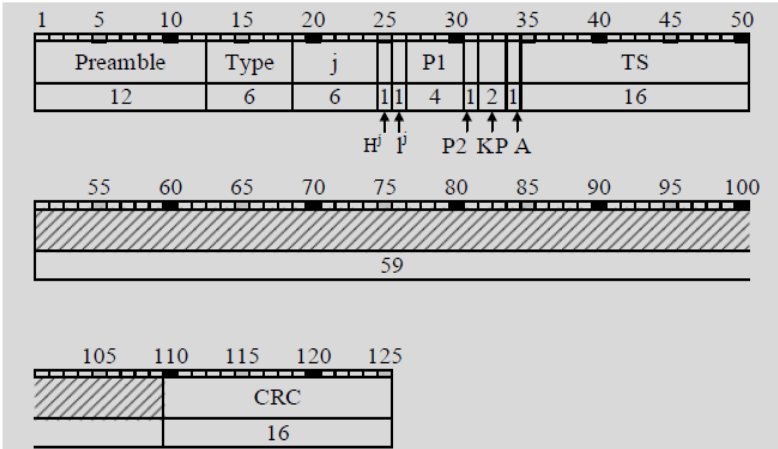 1 5 10 15 20 25 30 35 40 45 50
Preamble Type j P1 TS
12 6 6 1 1 4 1 2 1 16
Hʲ lʲ P2 KP A
55 60 65 70 75 80 85 90 95 100
59
105 110 115 120 125
CRC
16